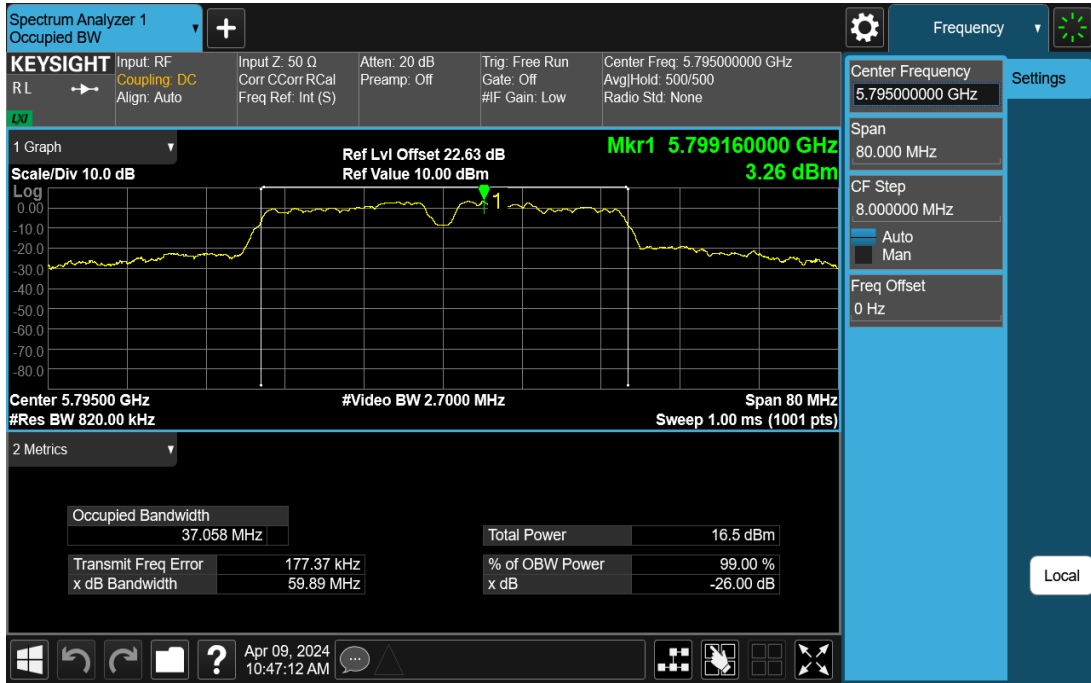 Spectrum Analyzer 1
Occupied BW
+
Frequency
KEYSIGHT
R L
LXI
Input: RF
Coupling: DC
Align: Auto
Input Z: 50 Ω
Corr CCorr RCal
Freq Ref: Int (S)
Atten: 20 dB
Preamp: Off
Trig: Free Run
Gate: Off
#IF Gain: Low
Center Freq: 5.795000000 GHz
Avg|Hold: 500/500
Radio Std: None
Center Frequency
5.795000000 GHz
Settings
Span
80.000 MHz
CF Step
8.000000 MHz
Auto
Man
Freq Offset
0 Hz
Local
1 Graph
Scale/Div 10.0 dB
Ref Lvl Offset 22.63 dB
Ref Value 10.00 dBm
Mkr1 5.799160000 GHz
3.26 dBm
Log
1
0.00
-10.0
-20.0
-30.0
-40.0
-50.0
-60.0
-70.0
-80.0
Center 5.79500 GHz
#Video BW 2.7000 MHz
Span 80 MHz
#Res BW 820.00 kHz
Sweep 1.00 ms (1001 pts)
2 Metrics
Occupied Bandwidth
37.058 MHz
Total Power 16.5 dBm
Transmit Freq Error 177.37 kHz
% of OBW Power 99.00 %
x dB Bandwidth 59.89 MHz
x dB -26.00 dB
?
Apr 09, 2024
10:47:12 AM